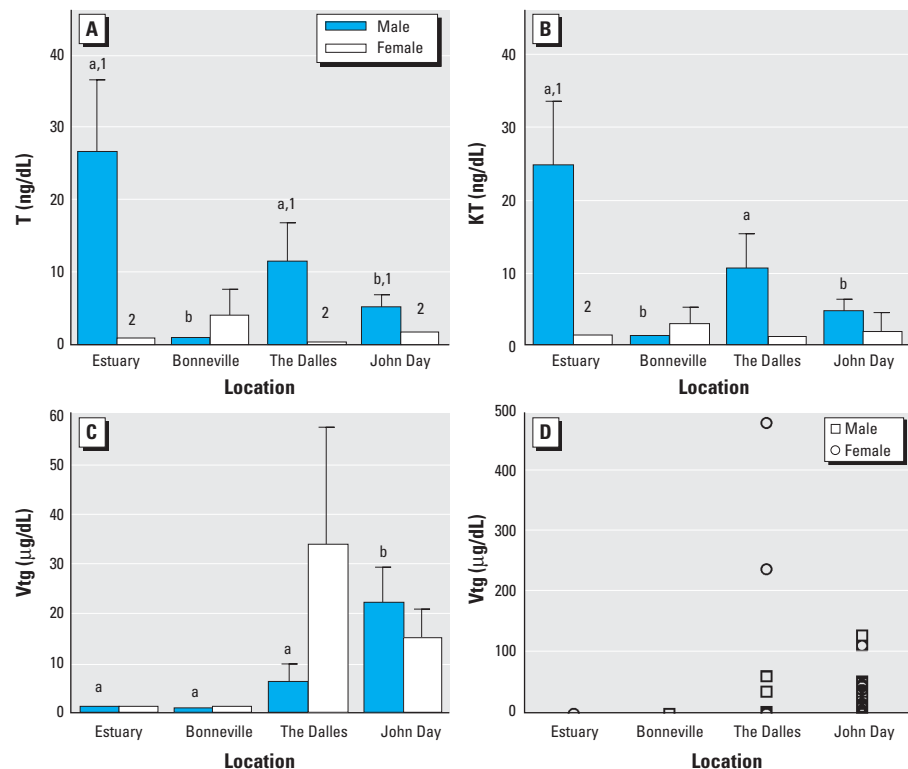 A
Male
Female
T (ng/dL)
40
30
20
10
0
a,1
2
b
a,1
2
b,1
2
Estuary
Bonneville
The Dalles
John Day
Location
B
KT (ng/dL)
40
30
20
10
0
a,1
2
b
a
b
Estuary
Bonneville
The Dalles
John Day
Location
C
Vtg (µg/dL)
60
50
40
30
20
10
0
a
a
a
b
Estuary
Bonneville
The Dalles
John Day
Location
D
Male
Female
Vtg (µg/dL)
500
400
300
200
100
0
Estuary
Bonneville
The Dalles
John Day
Location